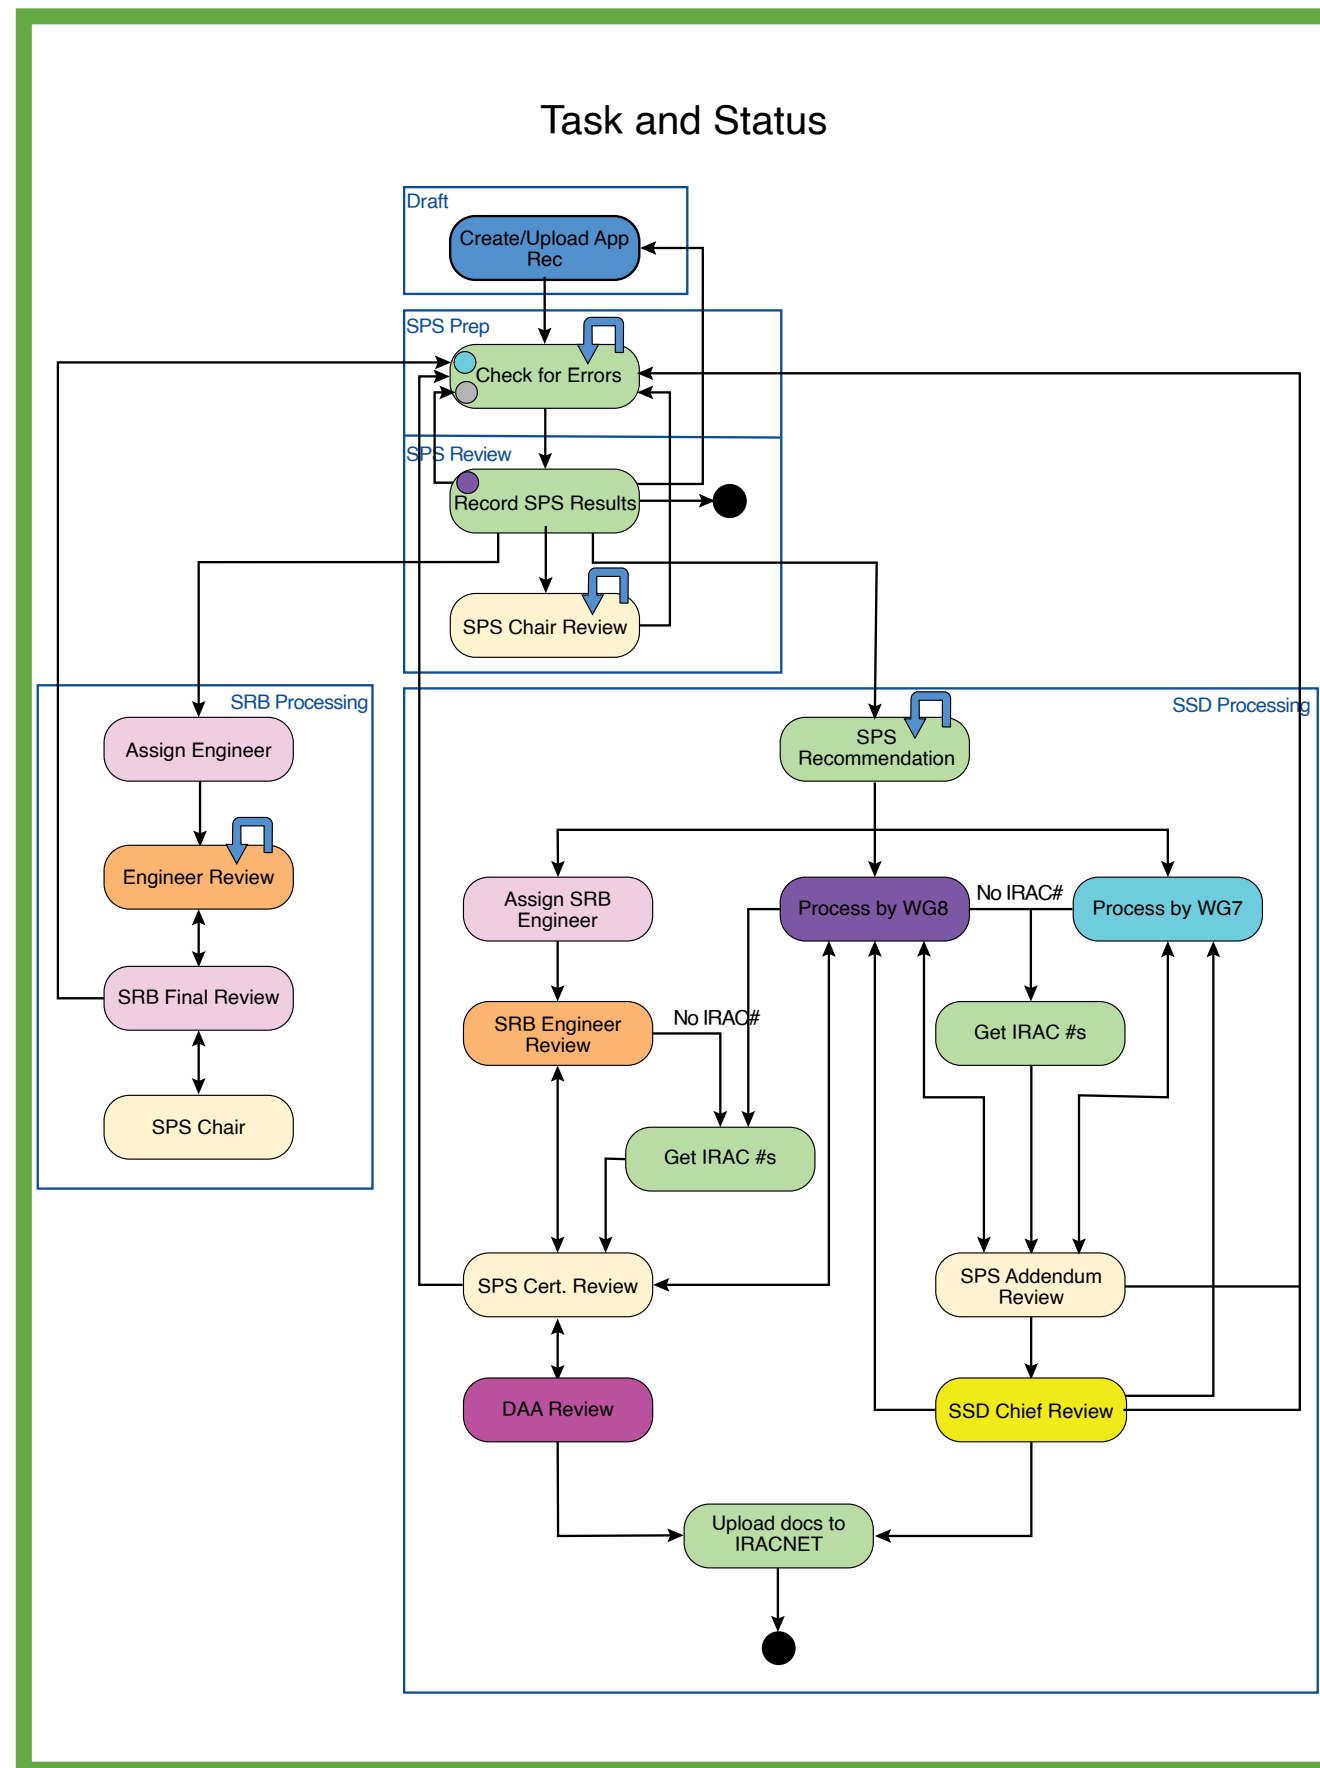 Task and Status
Draft
Create/Upload App
Rec
SPS Prep
Check for Errors
SPS Review
Record SPS Results
SPS Chair Review
SRB Processing
Assign Engineer
Engineer Review
SRB Final Review
SPS Chair
SSD Processing
SPS
Recommendation
Assign SRB
Engineer
Process by WG8
No IRAC#
Process by WG7
SRB Engineer
Review
No IRAC#
Get IRAC #s
Get IRAC #s
SPS Cert. Review
SPS Addendum
Review
DAA Review
SSD Chief Review
Upload docs to
IRACNET